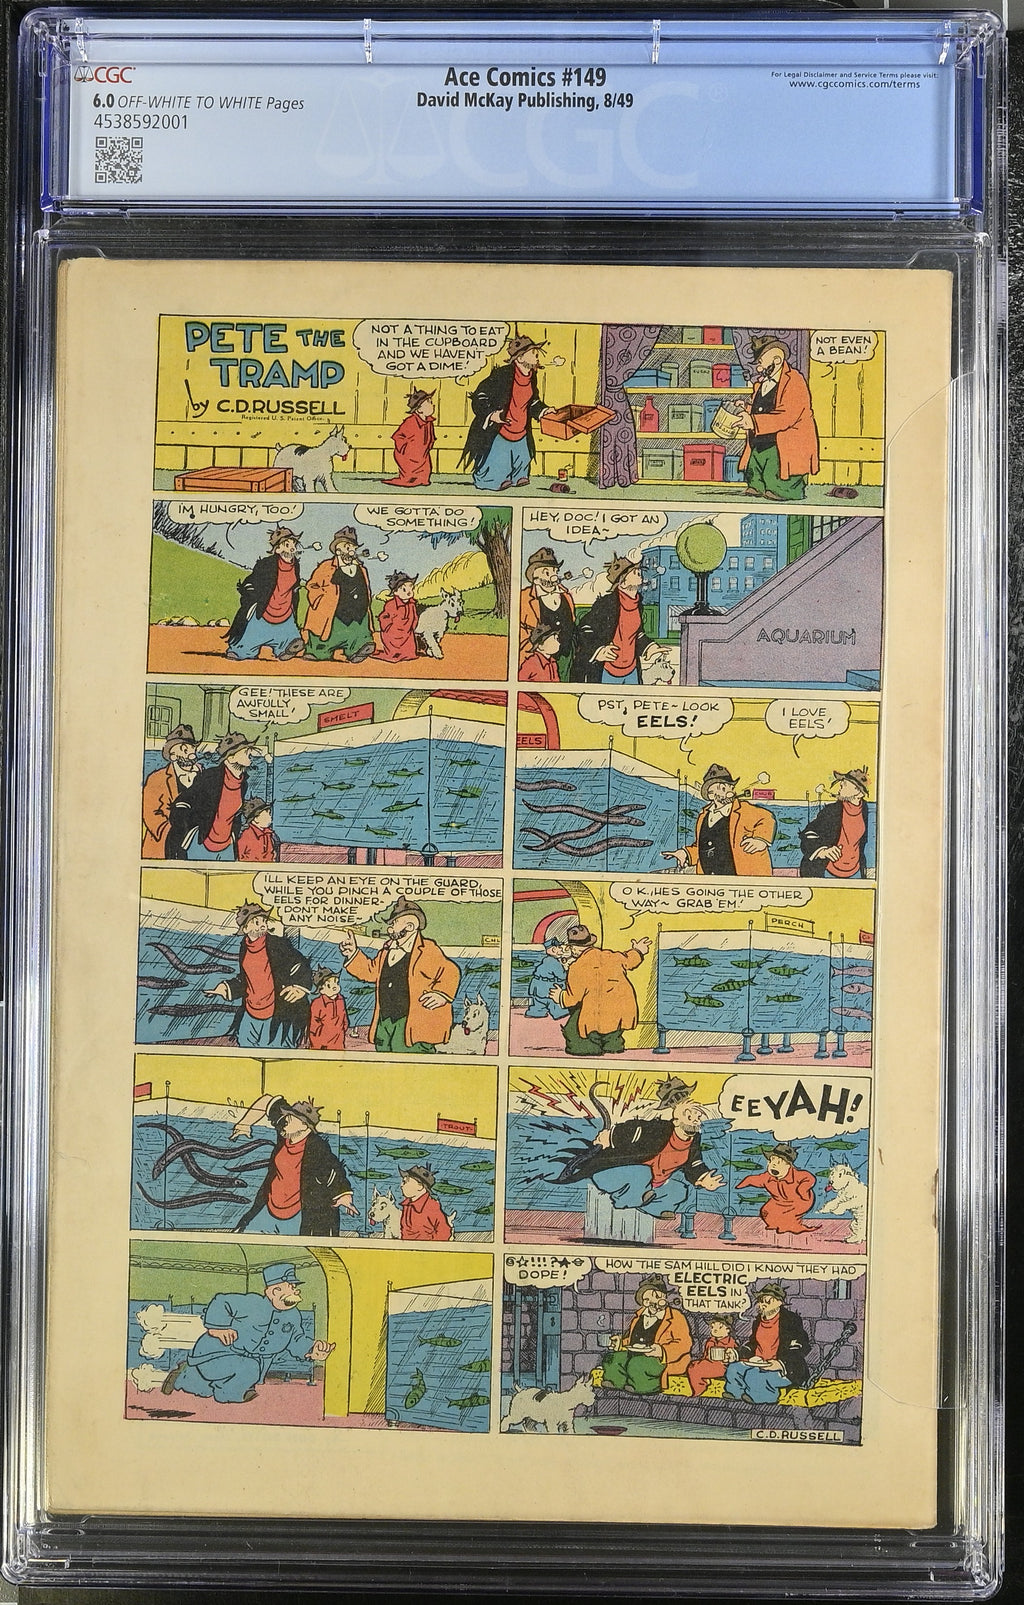 CGC
6.0 OFF-WHITE TO WHITE Pages
4538592001
Ace Comics #149
David McKay Publishing, 8/49
For Legal Disclaimer and Service Terms please visit:
www.cgccomics.com/terms
CGC
PETE THE
TRAMP
by C.D.RUSSELL
Registered U. S. Patent Office.
NOT A THING TO EAT
IN THE CUPBOARD
AND WE HAVEN'T
GOT A DIME!
NOT EVEN
A BEAN!
I'M HUNGRY, TOO!
WE GOTTA DO
SOMETHING!
HEY, DOC! I GOT AN
IDEA~
AQUARIUM
GEE! THESE ARE
AWFULLY
SMALL!
SMELT
PST, PETE~ LOOK
EELS!
I LOVE
EELS!
EELS
CHUB
I'LL KEEP AN EYE ON THE GUARD,
WHILE YOU PINCH A COUPLE OF THOSE
EELS FOR DINNER~
DON'T MAKE
ANY NOISE~
O.K., HE'S GOING THE OTHER
WAY~ GRAB 'EM!
PERCH
TROUT
EEYAH!
DOPE!
HOW THE SAM HILL DID I KNOW THEY HAD
ELECTRIC
EELS IN
THAT TANK?
C.D.RUSSELL